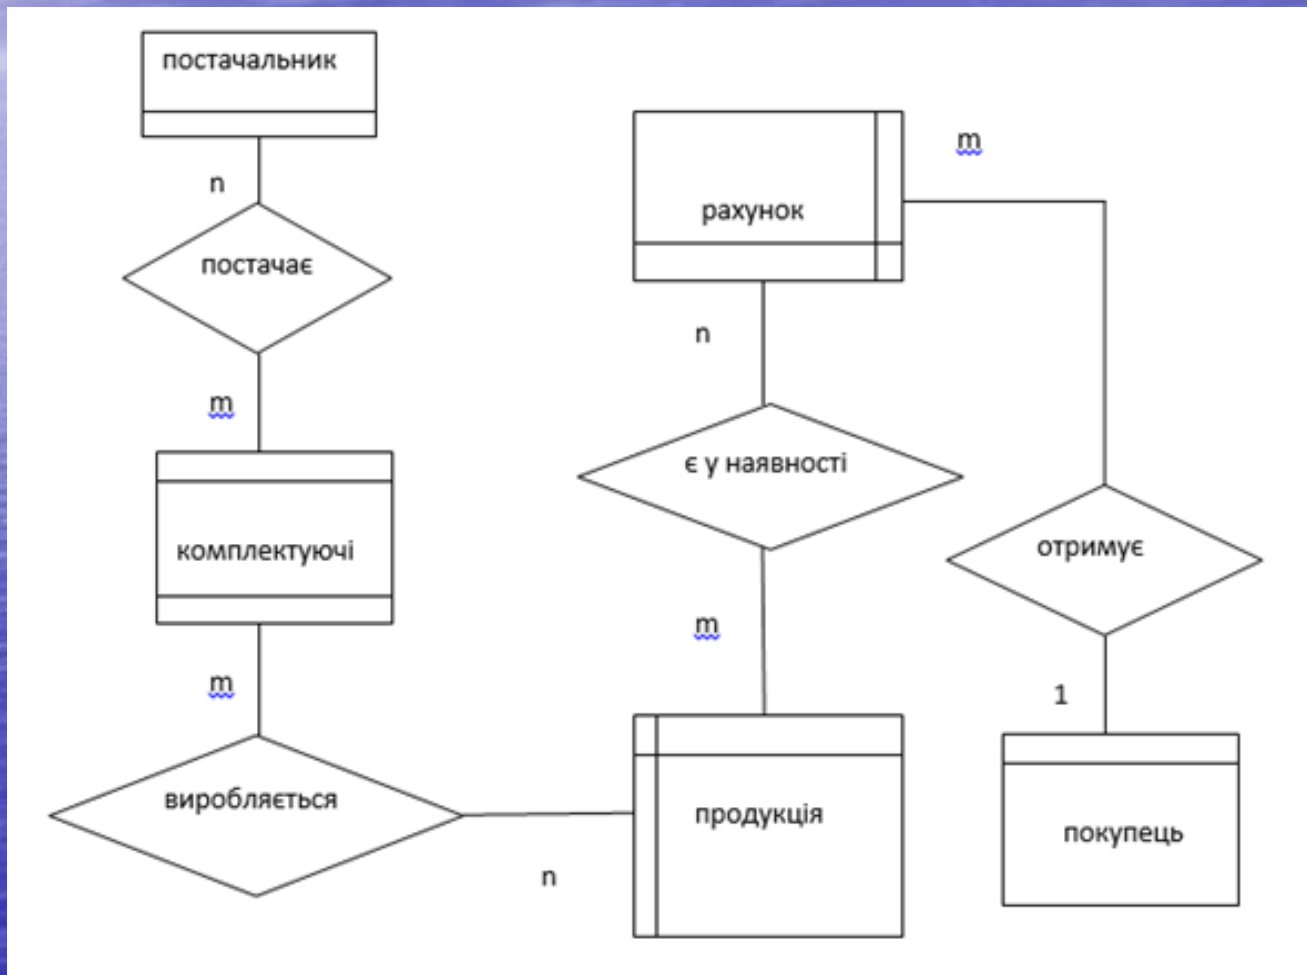 постачальник
n
постачає
m
комплектуючі
m
виробляється
n
рахунок
m
n
є у наявності
m
продукція
отримує
1
покупець